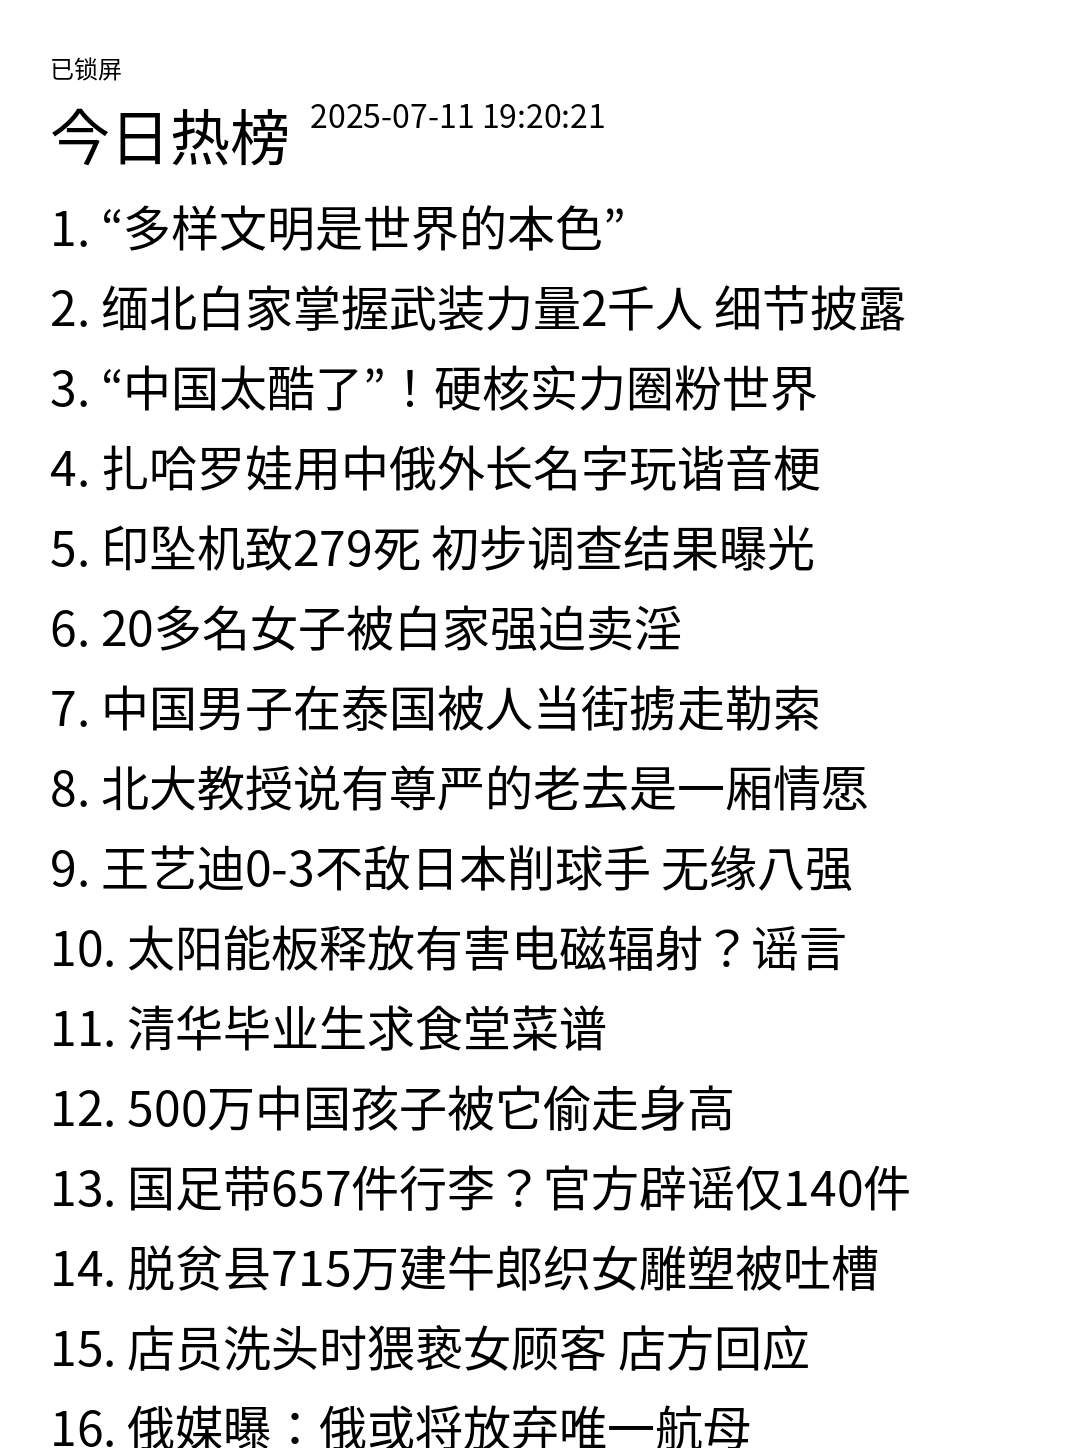 已锁屏
今日热榜 2025-07-11 19:20:21
1. “多样文明是世界的本色”
2. 缅北白家掌握武装力量2千人 细节披露
3. “中国太酷了”！硬核实力圈粉世界
4. 扎哈罗娃用中俄外长名字玩谐音梗
5. 印坠机致279死 初步调查结果曝光
6. 20多名女子被白家强迫卖淫
7. 中国男子在泰国被人当街掳走勒索
8. 北大教授说有尊严的老去是一厢情愿
9. 王艺迪0-3不敌日本削球手 无缘八强
10. 太阳能板释放有害电磁辐射？谣言
11. 清华毕业生求食堂菜谱
12. 500万中国孩子被它偷走身高
13. 国足带657件行李？官方辟谣仅140件
14. 脱贫县715万建牛郎织女雕塑被吐槽
15. 店员洗头时猥亵女顾客 店方回应
16. 俄媒曝：俄或将放弃唯一航母